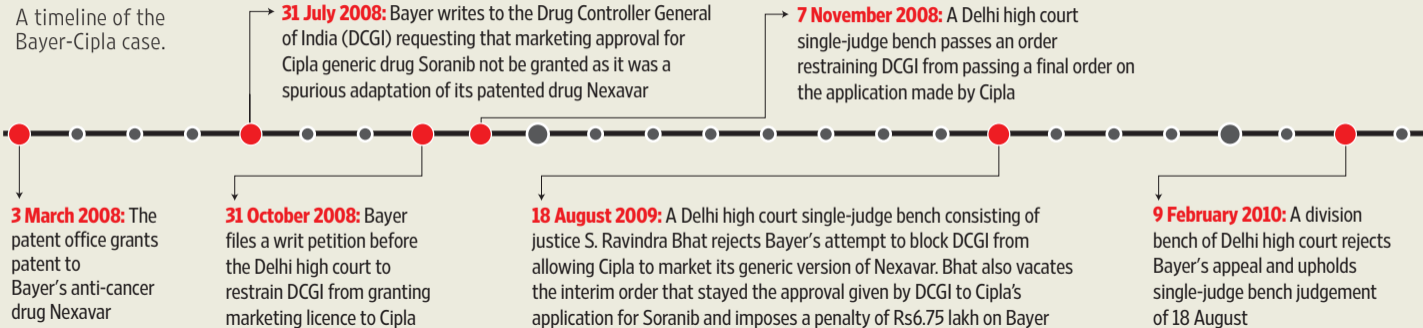 A timeline of the
Bayer-Cipla case.
31 July 2008: Bayer writes to the Drug Controller General
of India (DCGI) requesting that marketing approval for
Cipla generic drug Soranib not be granted as it was a
spurious adaptation of its patented drug Nexavar
7 November 2008: A Delhi high court
single-judge bench passes an order
restraining DCGI from passing a final order on
the application made by Cipla
3 March 2008: The
patent office grants
patent to
Bayer's anti-cancer
drug Nexavar
31 October 2008: Bayer
files a writ petition before
the Delhi high court to
restrain DCGI from granting
marketing licence to Cipla
18 August 2009: A Delhi high court single-judge bench consisting of
justice S. Ravindra Bhat rejects Bayer's attempt to block DCGI from
allowing Cipla to market its generic version of Nexavar. Bhat also vacates
the interim order that stayed the approval given by DCGI to Cipla's
application for Soranib and imposes a penalty of Rs6.75 lakh on Bayer
9 February 2010: A division
bench of Delhi high court rejects
Bayer's appeal and upholds
single-judge bench judgement
of 18 August